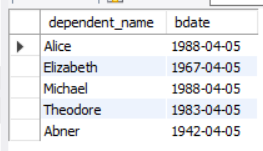 dependent_name bdate
Alice 1988-04-05
Elizabeth 1967-04-05
Michael 1988-04-05
Theodore 1983-04-05
Abner 1942-04-05